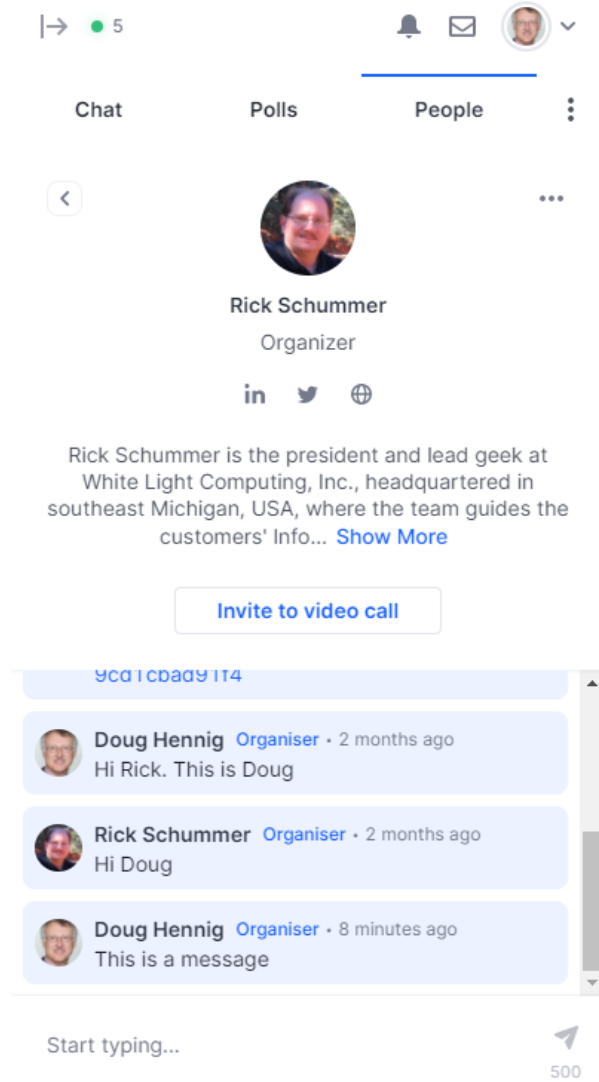 5
Chat Polls People
Rick Schummer
Organizer
in
Rick Schummer is the president and lead geek at
White Light Computing, Inc., headquartered in
southeast Michigan, USA, where the team guides the
customers' Info... Show More
Invite to video call
9cd1cbad91f4
Doug Hennig Organiser • 2 months ago
Hi Rick. This is Doug
Rick Schummer Organiser • 2 months ago
Hi Doug
Doug Hennig Organiser • 8 minutes ago
This is a message
Start typing...
500